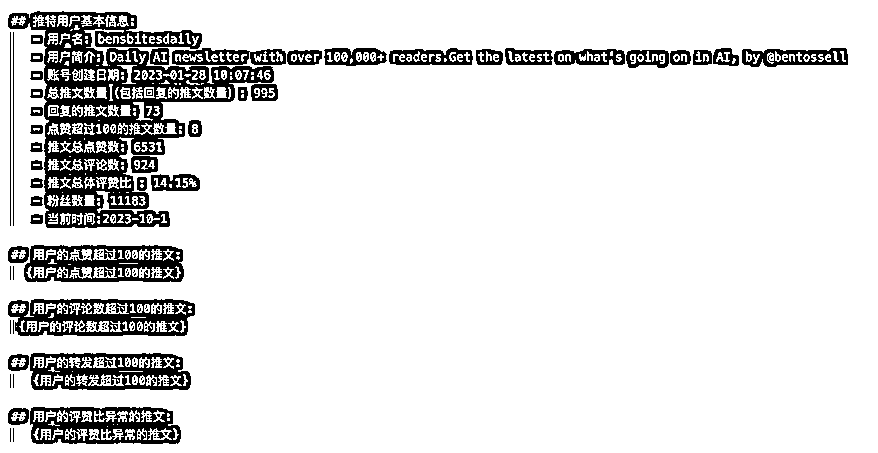 ## 推特用户基本信息:
- 用户名: bensbitesdaily
- 用户简介: Daily AI newsletter with over 100,000+ readers.Get the latest on what's going on in AI, by @bentossell
- 账号创建日期: 2023-01-28 10:07:46
- 总推文数量 (包括回复的推文数量) : 995
- 回复的推文数量: 73
- 点赞超过100的推文数量: 8
- 推文总点赞数: 6531
- 推文总评论数: 924
- 推文总体评赞比 : 14.15%
- 粉丝数量: 11183
- 当前时间:2023-10-1
## 用户的点赞超过100的推文:
{用户的点赞超过100的推文}
## 用户的评论数超过100的推文:
{用户的评论数超过100的推文}
## 用户的转发超过100的推文:
{用户的转发超过100的推文}
## 用户的评赞比异常的推文:
{用户的评赞比异常的推文}